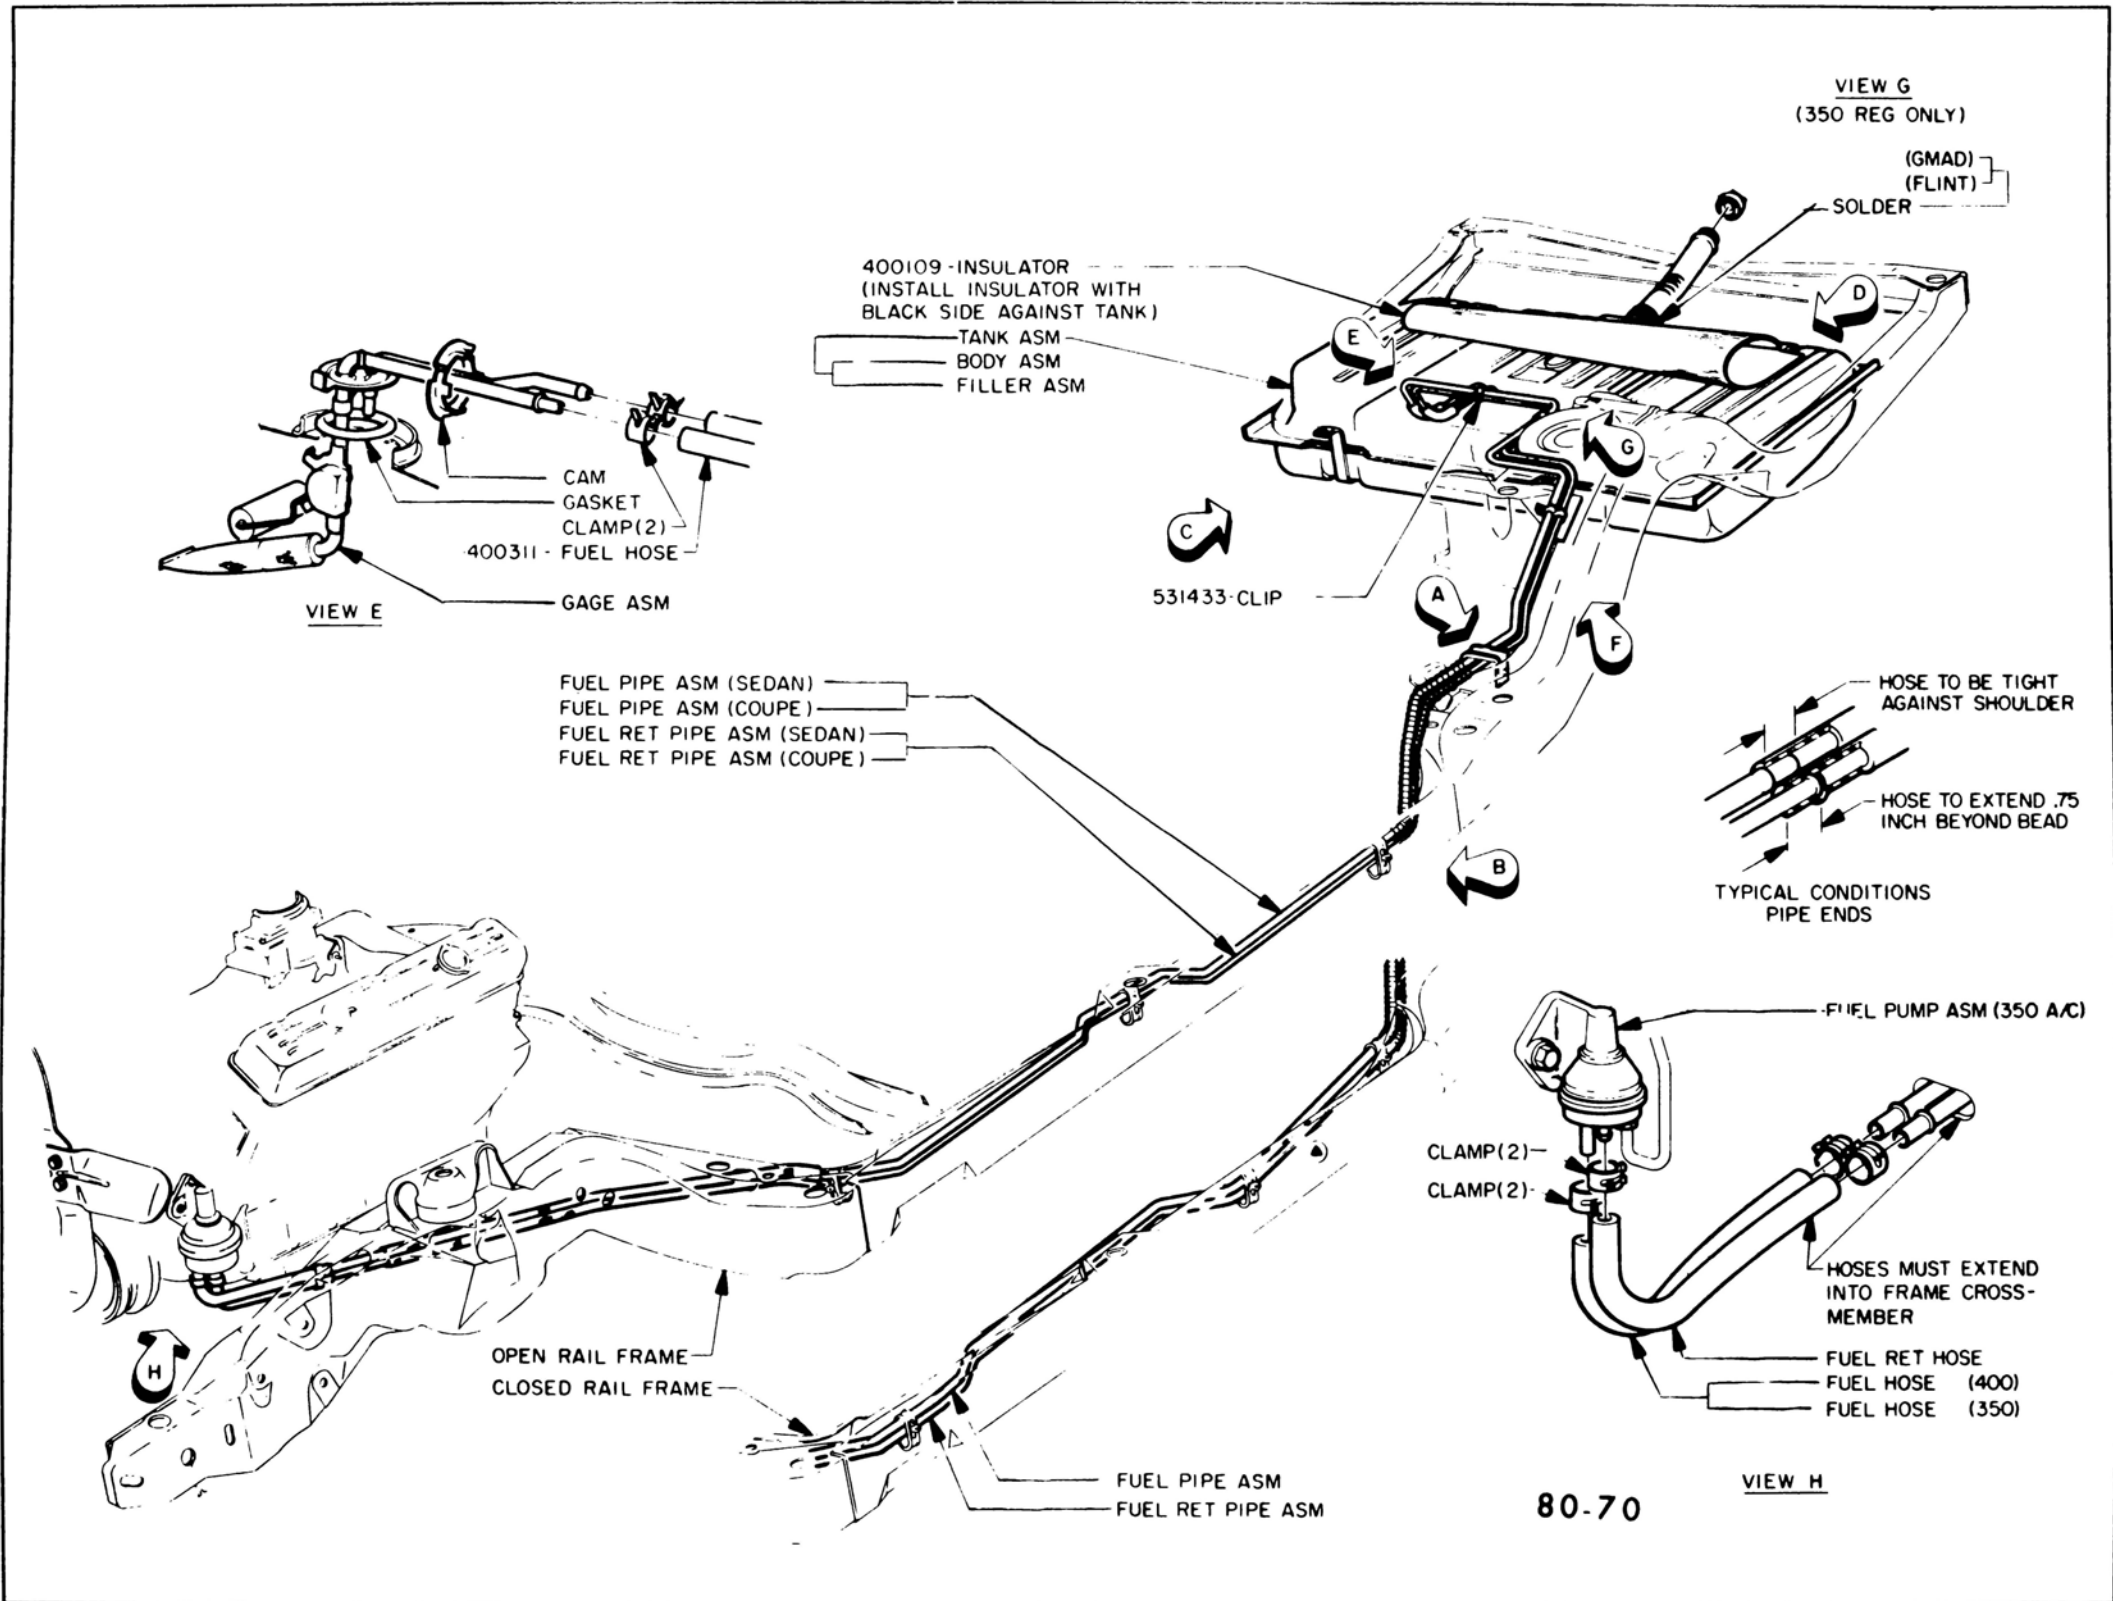 VIEW G
(350 REG ONLY)
(GMAD)
(FLINT)
SOLDER
400109-INSULATOR
(INSTALL INSULATOR WITH
BLACK SIDE AGAINST TANK)
TANK ASM
BODY ASM
FILLER ASM
D
E
G
C
A
F
B
H
531433-CLIP
CAM
GASKET
CLAMP(2)
400311- FUEL HOSE
GAGE ASM
VIEW E
FUEL PIPE ASM (SEDAN)
FUEL PIPE ASM (COUPE)
FUEL RET PIPE ASM (SEDAN)
FUEL RET PIPE ASM (COUPE)
HOSE TO BE TIGHT
AGAINST SHOULDER
HOSE TO EXTEND .75
INCH BEYOND BEAD
TYPICAL CONDITIONS
PIPE ENDS
FUEL PUMP ASM (350 A/C)
CLAMP(2)
CLAMP(2)
HOSES MUST EXTEND
INTO FRAME CROSS-
MEMBER
FUEL RET HOSE
FUEL HOSE (400)
FUEL HOSE (350)
VIEW H
OPEN RAIL FRAME
CLOSED RAIL FRAME
FUEL PIPE ASM
FUEL RET PIPE ASM
80-70